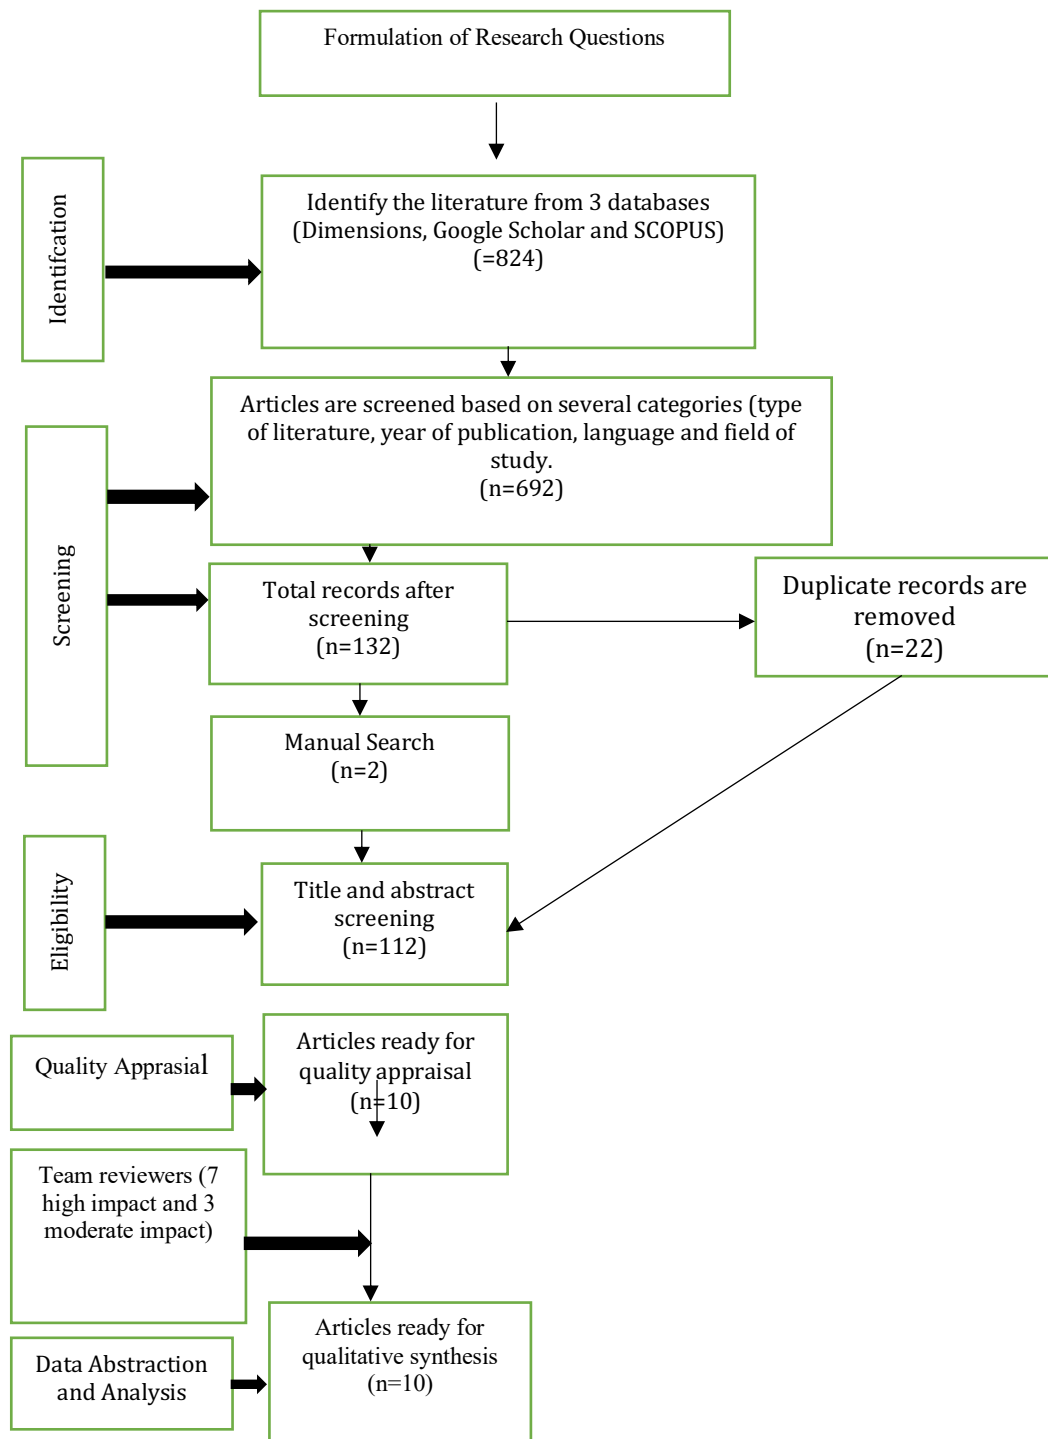 Formulation of Research Questions
Identifcation
Identify the literature from 3 databases
(Dimensions, Google Scholar and SCOPUS)
(=824)
Screening
Articles are screened based on several categories (type
of literature, year of publication, language and field of
study.
(n=692)
Total records after
screening
(n=132)
Duplicate records are
removed
(n=22)
Manual Search
(n=2)
Eligibility
Title and abstract
screening
(n=112)
Quality Apprasial
Articles ready for
quality appraisal
(n=10)
Team reviewers (7
high impact and 3
moderate impact)
Data Abstraction
and Analysis
Articles ready for
qualitative synthesis
(n=10)